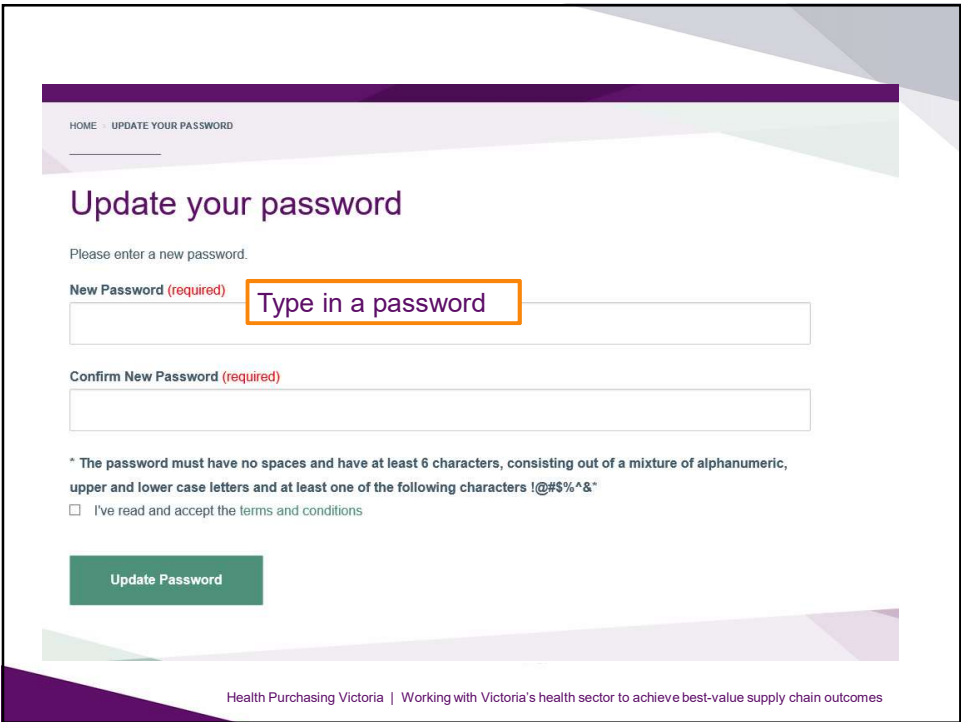 HOME › UPDATE YOUR PASSWORD
Update your password
Please enter a new password.
New Password (required)
Type in a password
Confirm New Password (required)
* The password must have no spaces and have at least 6 characters, consisting out of a mixture of alphanumeric,
upper and lower case letters and at least one of the following characters !@#$%^&*
I've read and accept the terms and conditions
Update Password
Health Purchasing Victoria | Working with Victoria's health sector to achieve best-value supply chain outcomes